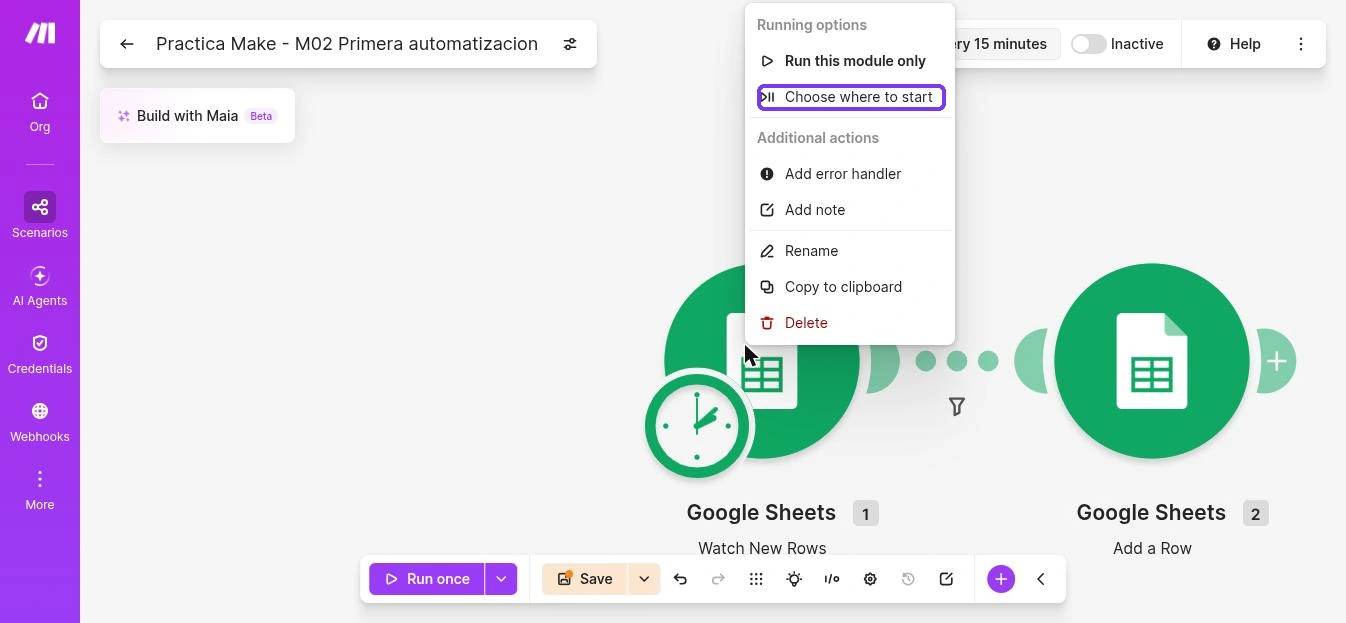 Practica Make - M02 Primera automatizacion
Running options
Run this module only
Choose where to start
Additional actions
Add error handler
Add note
Rename
Copy to clipboard
Delete
15 minutes
Inactive
Help
Build with Maia Beta
Org
Scenarios
AI Agents
Credentials
Webhooks
More
Google Sheets 1
Watch New Rows
Google Sheets 2
Add a Row
Run once
Save